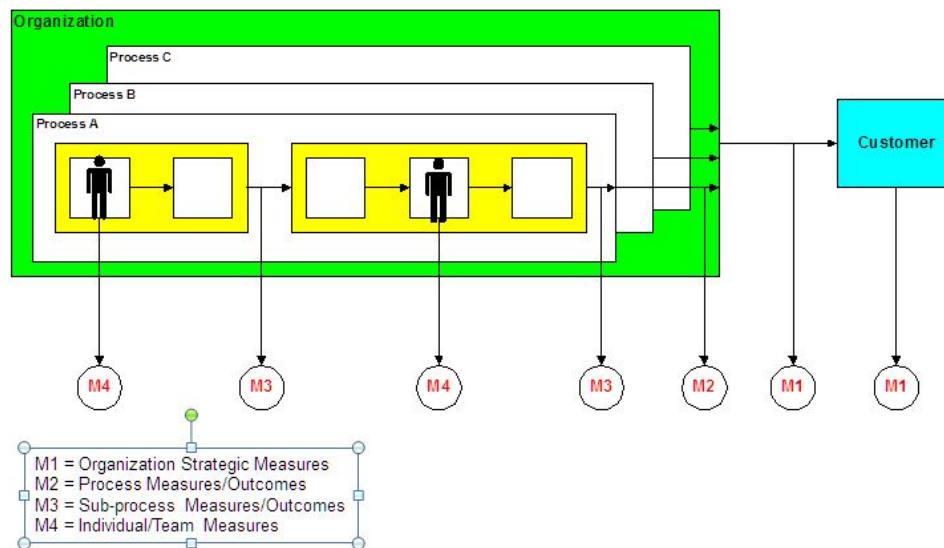 Organization
Process C
Process B
Process A
Customer
M4
M3
M4
M3
M2
M1
M1
M1 = Organization Strategic Measures
M2 = Process Measures/Outcomes
M3 = Sub-process Measures/Outcomes
M4 = Individual/Team Measures